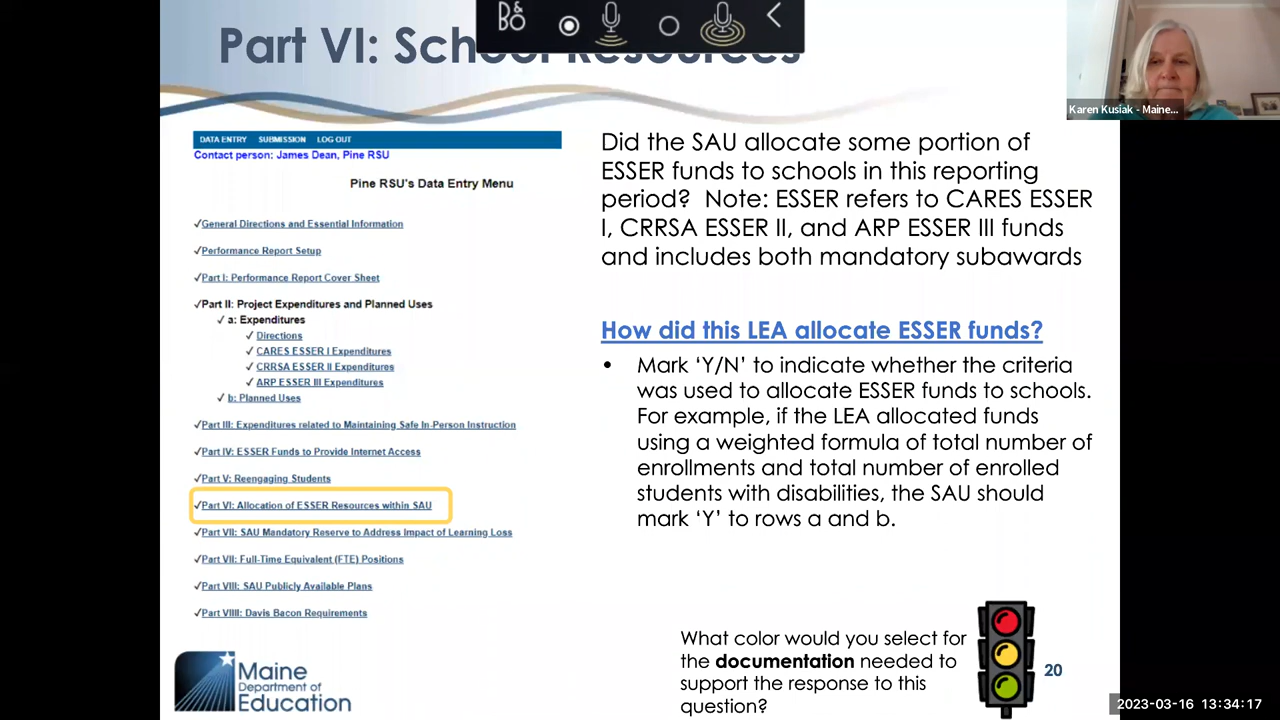 Part VI: School Resources
B&O
Karen Kusiak - Maine...
DATA ENTRY SUBMISSION LOG OUT
Contact person: James Dean, Pine RSU
Pine RSU's Data Entry Menu
✓General Directions and Essential Information
✓Performance Report Setup
✓Part I: Performance Report Cover Sheet
✓Part II: Project Expenditures and Planned Uses
✓ a: Expenditures
✓ Directions
✓ CARES ESSER I Expenditures
✓ CRRSA ESSER II Expenditures
✓ ARP ESSER III Expenditures
✓ b: Planned Uses
✓Part III: Expenditures related to Maintaining Safe In-Person Instruction
✓Part IV: ESSER Funds to Provide Internet Access
✓Part V: Reengaging Students
✓Part VI: Allocation of ESSER Resources within SAU
✓Part VII: SAU Mandatory Reserve to Address Impact of Learning Loss
✓Part VII: Full-Time Equivalent (FTE) Positions
✓Part VIII: SAU Publicly Available Plans
✓Part VIIII: Davis Bacon Requirements
Did the SAU allocate some portion of
ESSER funds to schools in this reporting
period? Note: ESSER refers to CARES ESSER
I, CRRSA ESSER II, and ARP ESSER III funds
and includes both mandatory subawards
How did this LEA allocate ESSER funds?
• Mark ‘Y/N’ to indicate whether the criteria
was used to allocate ESSER funds to schools.
For example, if the LEA allocated funds
using a weighted formula of total number of
enrollments and total number of enrolled
students with disabilities, the SAU should
mark ‘Y’ to rows a and b.
What color would you select for
the documentation needed to
support the response to this
question?
20
Maine
Department of
Education
2023-03-16 13:34:17